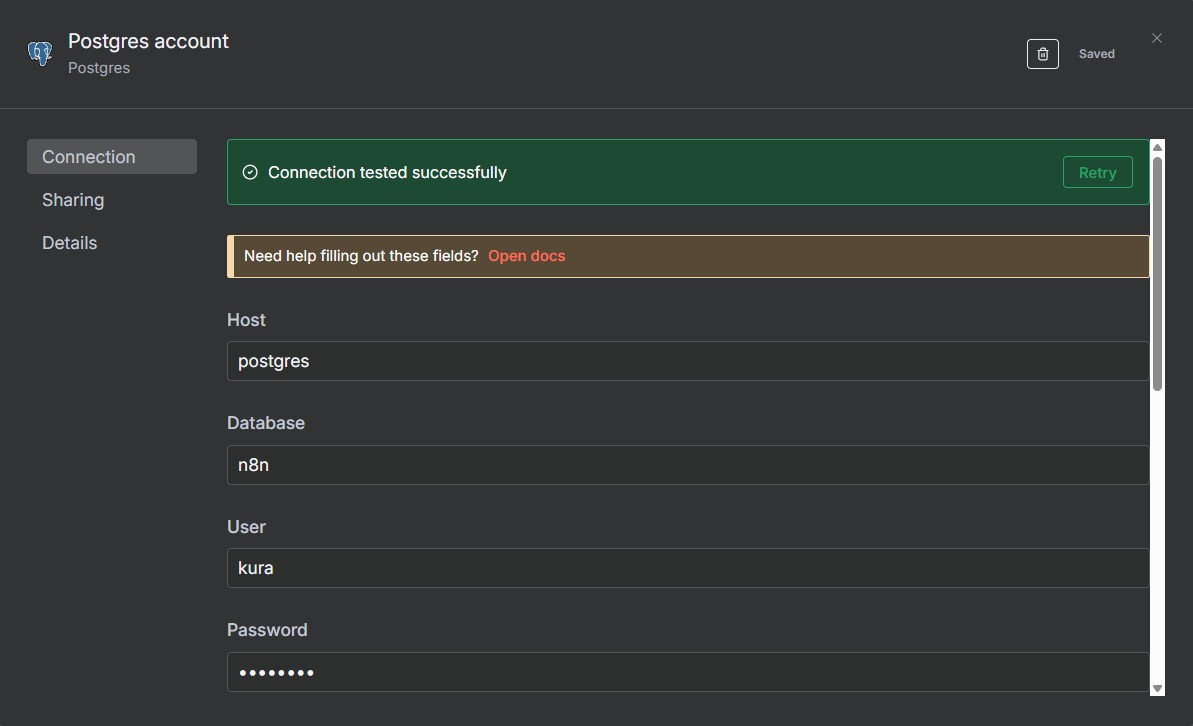 Postgres account
Postgres
Saved
Connection
Sharing
Details
Connection tested successfully
Retry
Need help filling out these fields? Open docs
Host
postgres
Database
n8n
User
kura
Password
••••••••